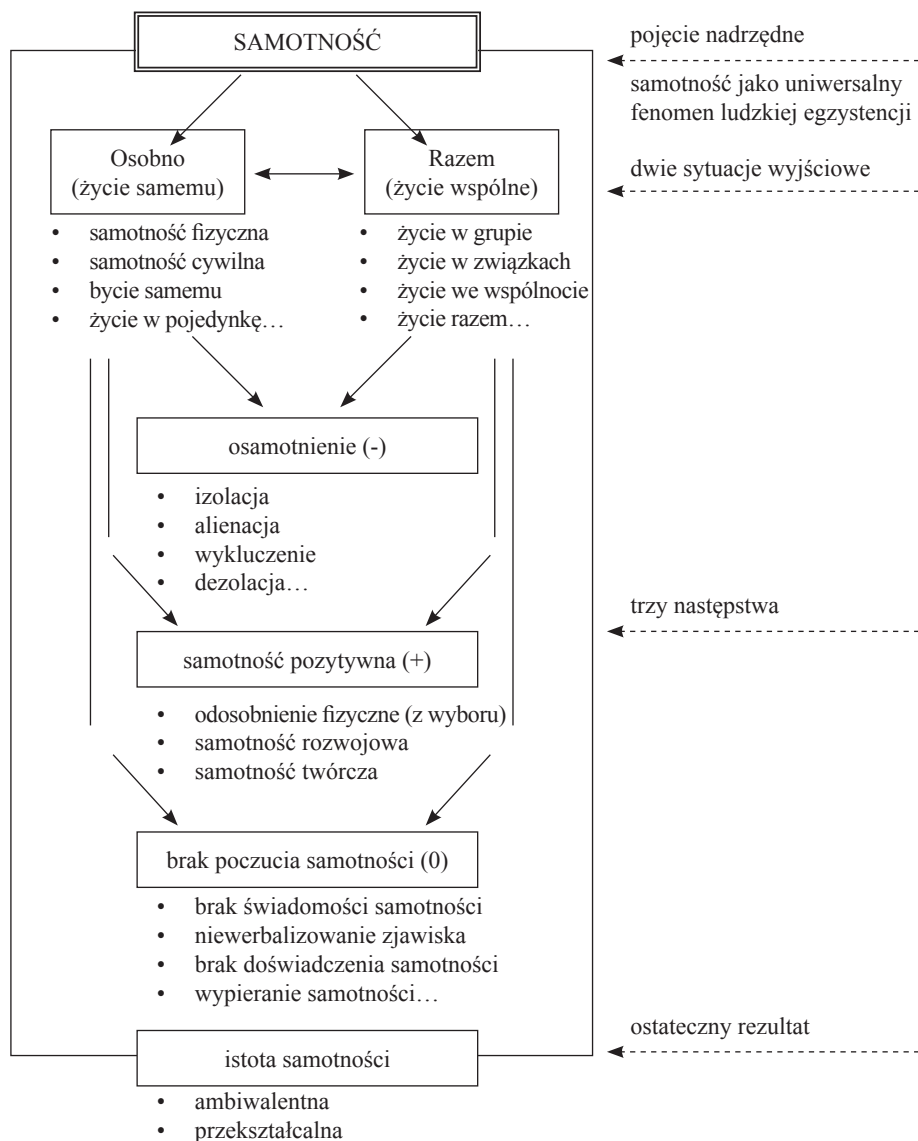 SAMOTNOŚĆ
pojęcie nadrzędne
samotność jako uniwersalny
fenomen ludzkiej egzystencji
Osobno
(życie samemu)
Razem
(życie wspólne)
dwie sytuacje wyjściowe
• samotność fizyczna
• samotność cywilna
• bycie samemu
• życie w pojedynkę…
• życie w grupie
• życie w związkach
• życie we wspólnocie
• życie razem…
osamotnienie (-)
• izolacja
• alienacja
• wykluczenie
• dezolacja…
trzy następstwa
samotność pozytywna (+)
• odosobnienie fizyczne (z wyboru)
• samotność rozwojowa
• samotność twórcza
brak poczucia samotności (0)
• brak świadomości samotności
• niewerbalizowanie zjawiska
• brak doświadczenia samotności
• wypieranie samotności…
ostateczny rezultat
istota samotności
• ambiwalentna
• przekształcalna